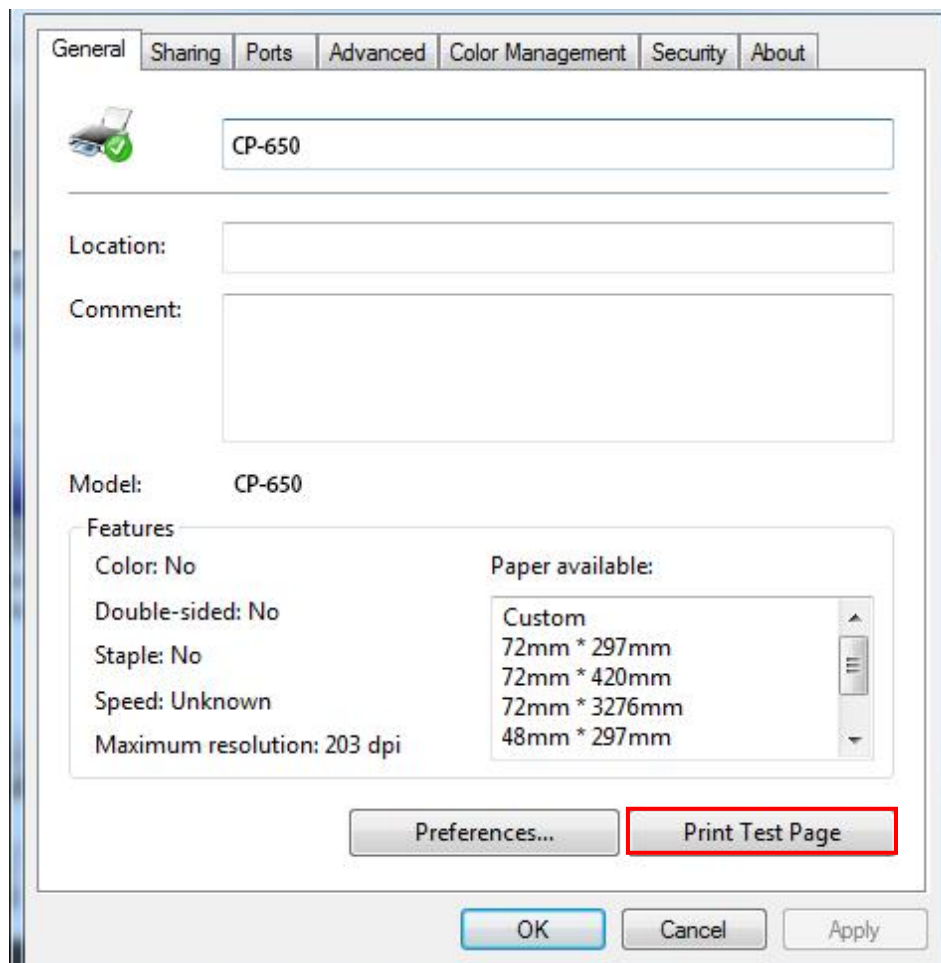 General Sharing Ports Advanced Color Management Security About
CP-650
Location:
Comment:
Model: CP-650
Features
Color: No
Double-sided: No
Staple: No
Speed: Unknown
Maximum resolution: 203 dpi
Paper available:
Custom
72mm * 297mm
72mm * 420mm
72mm * 3276mm
48mm * 297mm
Preferences... Print Test Page
OK Cancel Apply